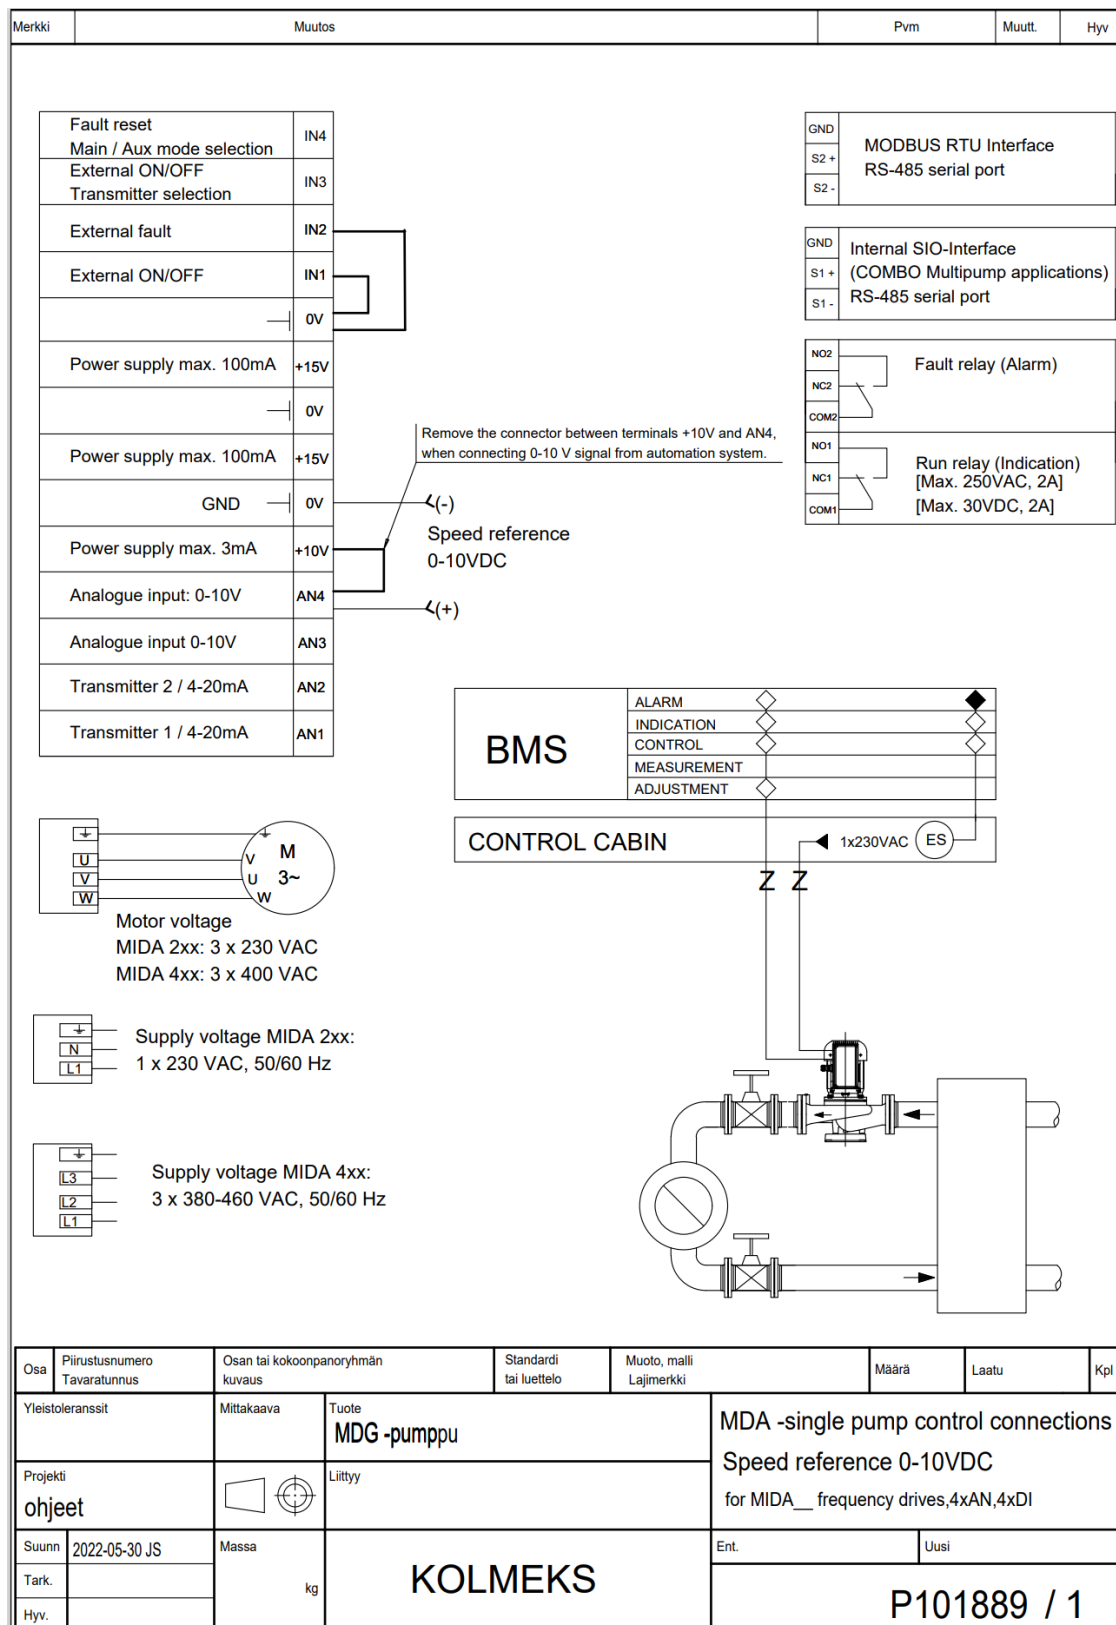 Merkki Muutos Pvm Muutt. Hyv
Fault reset
Main / Aux mode selection IN4
External ON/OFF
Transmitter selection IN3
External fault IN2
External ON/OFF IN1
0V
Power supply max. 100mA +15V
0V
Power supply max. 100mA +15V
GND 0V
Power supply max. 3mA +10V
Analogue input: 0-10V AN4
Analogue input 0-10V AN3
Transmitter 2 / 4-20mA AN2
Transmitter 1 / 4-20mA AN1
Remove the connector between terminals +10V and AN4,
when connecting 0-10 V signal from automation system.
(-)
Speed reference
0-10VDC
(+)
GND
S2 +
S2 -
MODBUS RTU Interface
RS-485 serial port
GND
S1 +
S1 -
Internal SIO-Interface
(COMBO Multipump applications)
RS-485 serial port
NO2
NC2
COM2
Fault relay (Alarm)
NO1
NC1
COM1
Run relay (Indication)
[Max. 250VAC, 2A]
[Max. 30VDC, 2A]
BMS
ALARM
INDICATION
CONTROL
MEASUREMENT
ADJUSTMENT
CONTROL CABIN 1x230VAC ES
Z Z
U
V
W
V
U
W
M
3~
Motor voltage
MIDA 2xx: 3 x 230 VAC
MIDA 4xx: 3 x 400 VAC
N
L1
Supply voltage MIDA 2xx:
1 x 230 VAC, 50/60 Hz
L3
L2
L1
Supply voltage MIDA 4xx:
3 x 380-460 VAC, 50/60 Hz
Osa
Piirustusnumero
Tavaratunnus
Osan tai kokoonpanoryhmän
kuvaus
Standardi
tai luettelo
Muoto, malli
Lajimerkki
Määrä
Laatu
Kpl
Yleistoleranssit
Mittakaava
Tuote
MDG -pumppu
MDA -single pump control connections
Speed reference 0-10VDC
for MIDA__ frequency drives,4xAN,4xDI
Projekti
ohjeet
Liittyy
Suunn 2022-05-30 JS
Tark.
Hyv.
Massa
kg
KOLMEKS
Ent.
Uusi
P101889 / 1